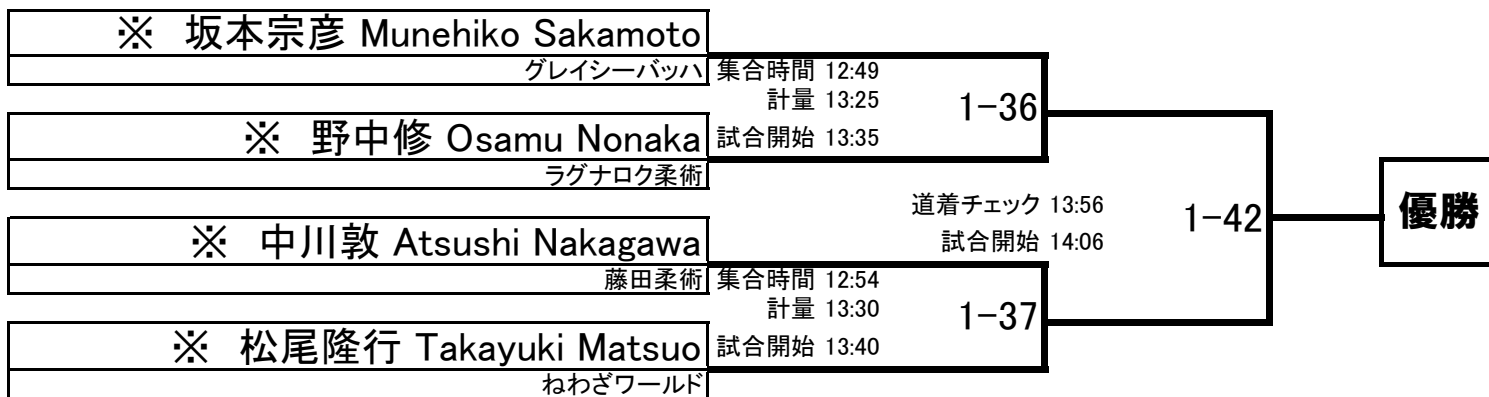 ※ 坂本宗彦 Munehiko Sakamoto
グレイシーバッハ
集合時間 12:49
計量 13:25
1-36
※ 野中修 Osamu Nonaka
試合開始 13:35
ラグナロク柔術
道着チェック 13:56
試合開始 14:06
1-42
優勝
※ 中川敦 Atsushi Nakagawa
藤田柔術
集合時間 12:54
計量 13:30
1-37
※ 松尾隆行 Takayuki Matsuo
試合開始 13:40
ねわざワールド